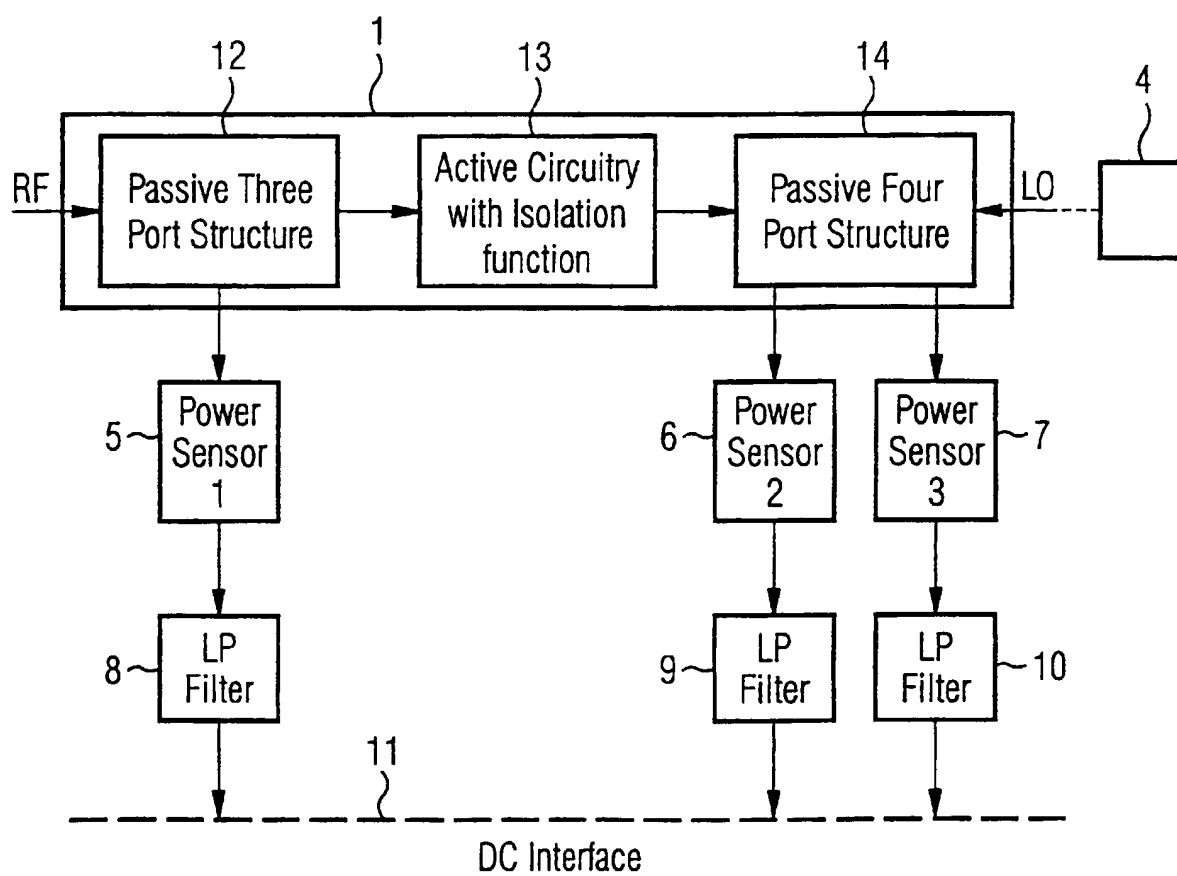 1
12
13
14
4
RF
Passive Three
Port Structure
Active Circuitry
with Isolation
function
Passive Four
Port Structure
LO
5
Power
Sensor
1
6
Power
Sensor
2
Power
Sensor
3
7
8
LP
Filter
9
LP
Filter
LP
Filter
10
11
DC Interface